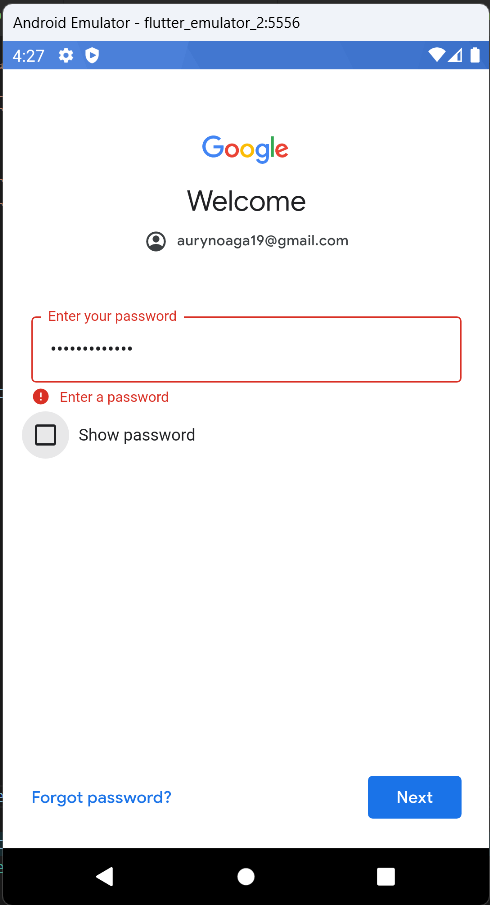 Android Emulator - flutter_emulator_2:5556
4:27
Google
Welcome
aurynoaga19@gmail.com
Enter your password
•••••••••••••
Enter a password
Show password
Forgot password?
Next